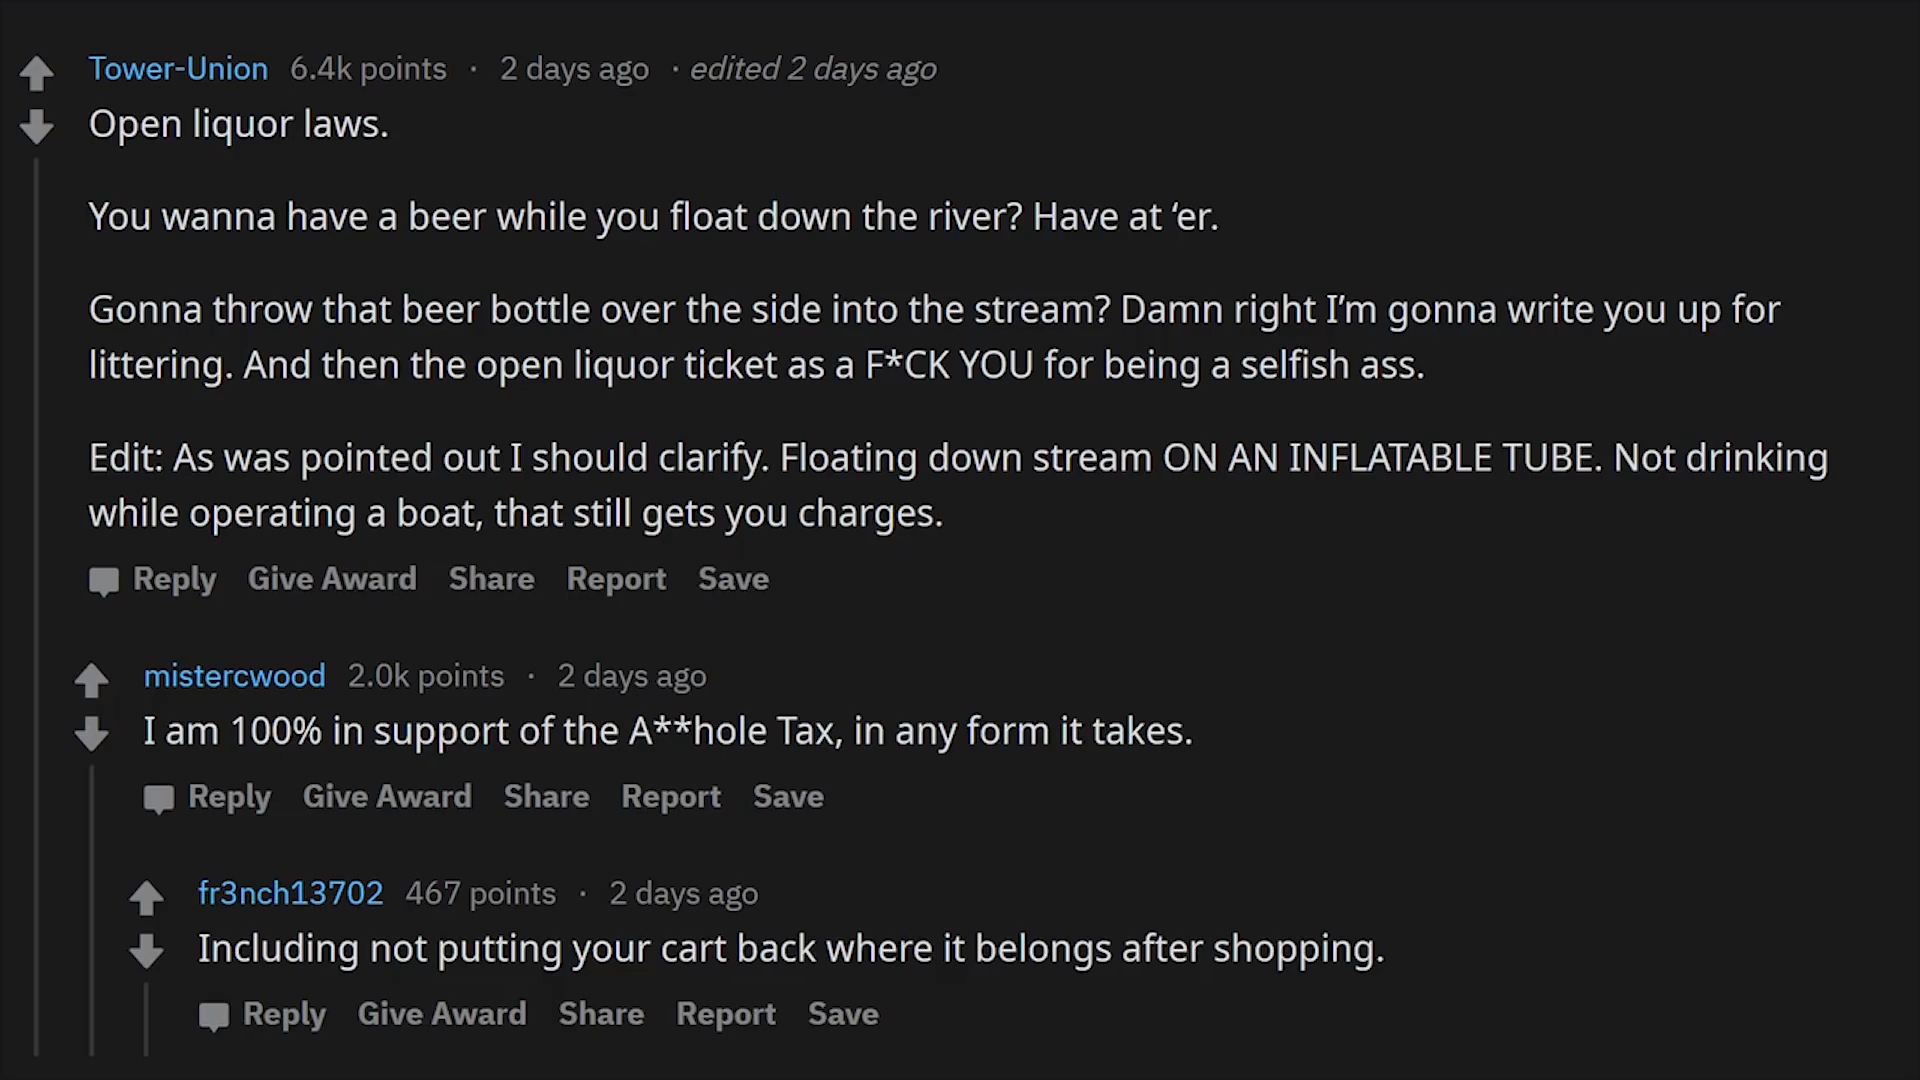 Tower-Union 6.4k points · 2 days ago · edited 2 days ago
Open liquor laws.
You wanna have a beer while you float down the river? Have at ‘er.
Gonna throw that beer bottle over the side into the stream? Damn right I’m gonna write you up for
littering. And then the open liquor ticket as a F*CK YOU for being a selfish ass.
Edit: As was pointed out I should clarify. Floating down stream ON AN INFLATABLE TUBE. Not drinking
while operating a boat, that still gets you charges.
Reply Give Award Share Report Save
mistercwood 2.0k points · 2 days ago
I am 100% in support of the A**hole Tax, in any form it takes.
Reply Give Award Share Report Save
fr3nch13702 467 points · 2 days ago
Including not putting your cart back where it belongs after shopping.
Reply Give Award Share Report Save